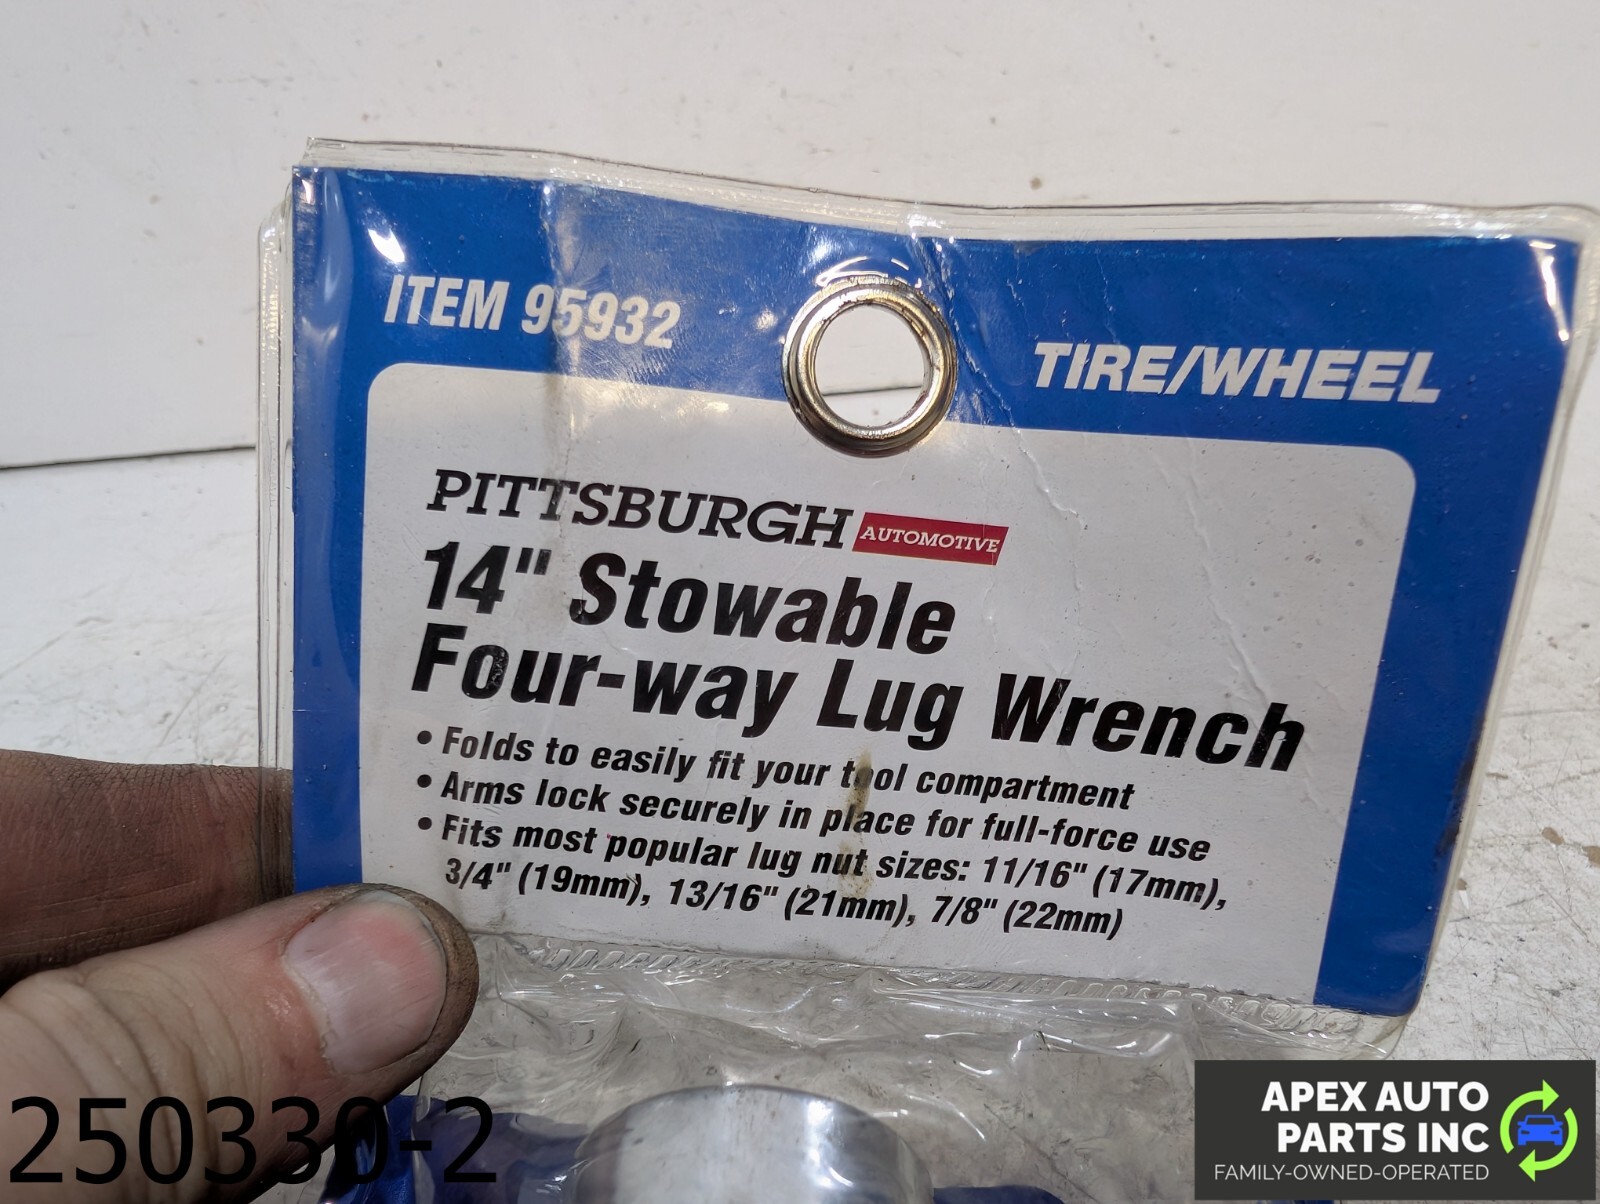 ITEM 95932
TIRE/WHEEL
PITTSBURGH AUTOMOTIVE
14" Stowable
Four-way Lug Wrench
• Folds to easily fit your tool compartment
• Arms lock securely in place for full-force use
• Fits most popular lug nut sizes: 11/16" (17mm),
3/4" (19mm), 13/16" (21mm), 7/8" (22mm)
250330-2
APEX AUTO
PARTS INC
FAMILY-OWNED-OPERATED